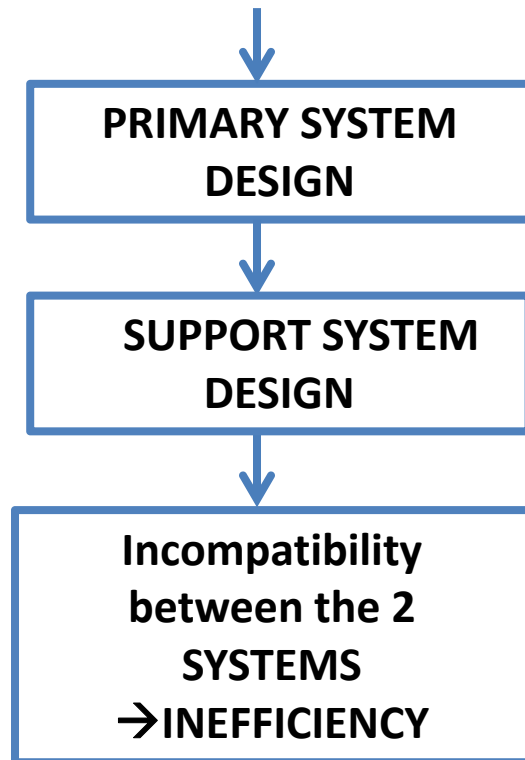 PRIMARY SYSTEM
DESIGN
SUPPORT SYSTEM
DESIGN
Incompatibility
between the 2
SYSTEMS
→INEFFICIENCY